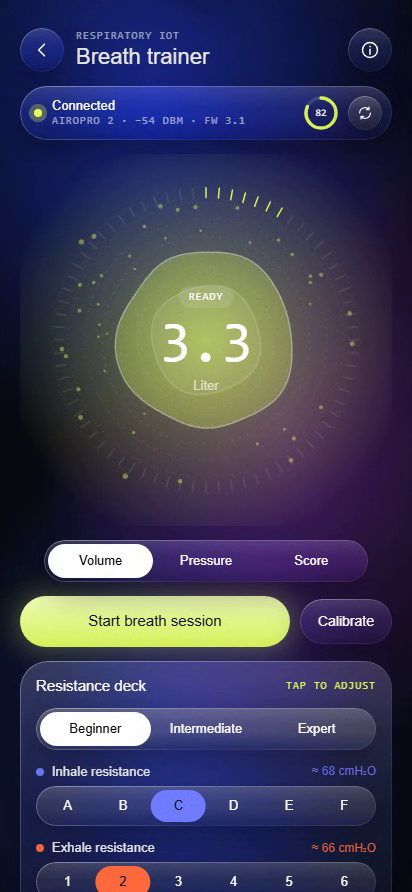 RESPIRATORY IOT
Breath trainer
Connected
AIROPRO 2 · −54 DBM · FW 3.1
82
READY
3.3
Liter
Volume Pressure Score
Start breath session Calibrate
Resistance deck TAP TO ADJUST
Beginner Intermediate Expert
Inhale resistance ≈ 68 cmH₂O
A B C D E F
Exhale resistance ≈ 66 cmH₂O
1 2 3 4 5 6